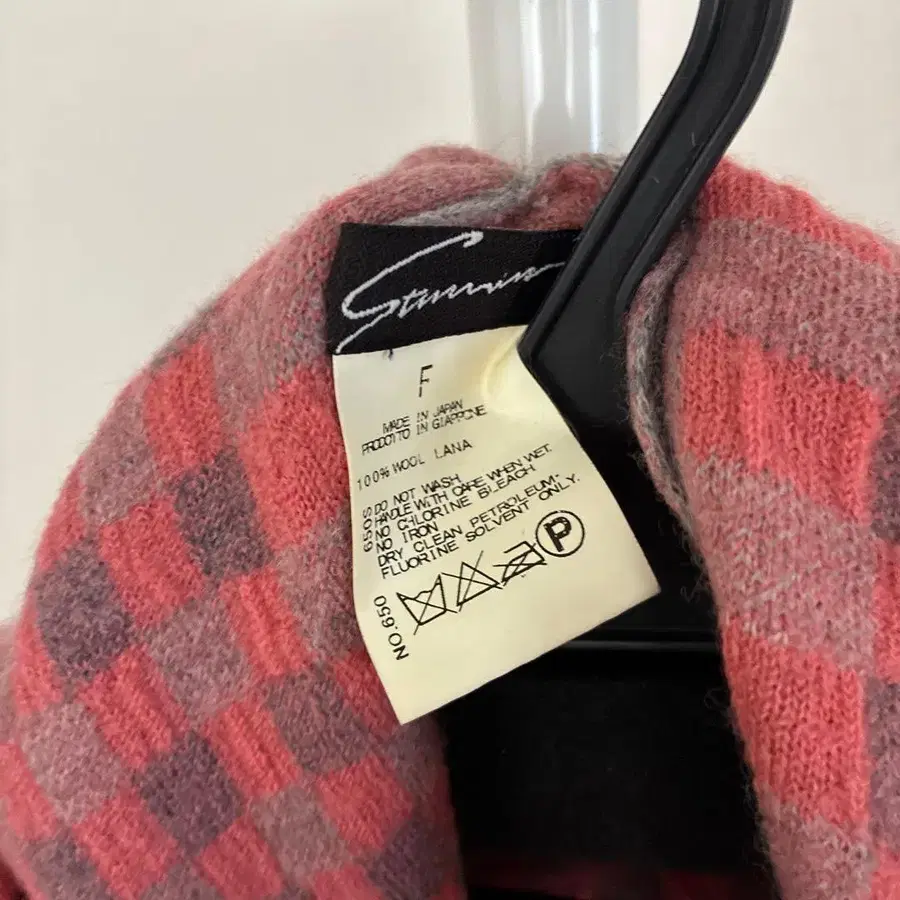 F
MADE IN JAPAN
PRODOTTO IN GIAPPONE
100% WOOL LANA
650S
DO NOT WASH.
HANDLE WITH CARE WHEN WET.
NO CHLORINE BLEACH.
NO IRON
DRY CLEAN PETROLEUM;
FLUORINE SOLVENT ONLY.
P
NO.650